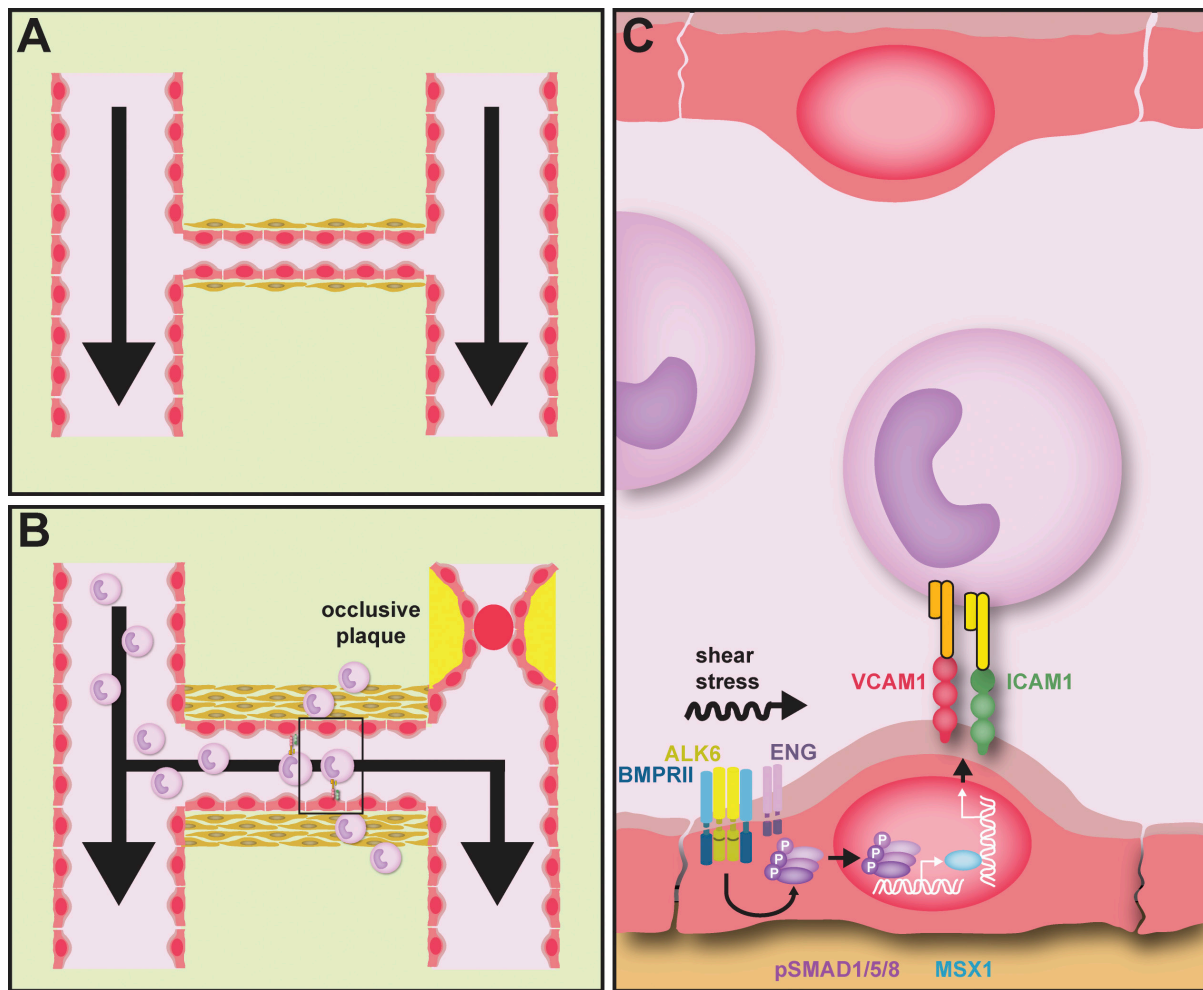 A
B
occlusive
plaque
C
shear
stress
VCAM1
ICAM1
ALK6
ENG
BMPRII
P
P
P
P
P
P
pSMAD1/5/8
MSX1